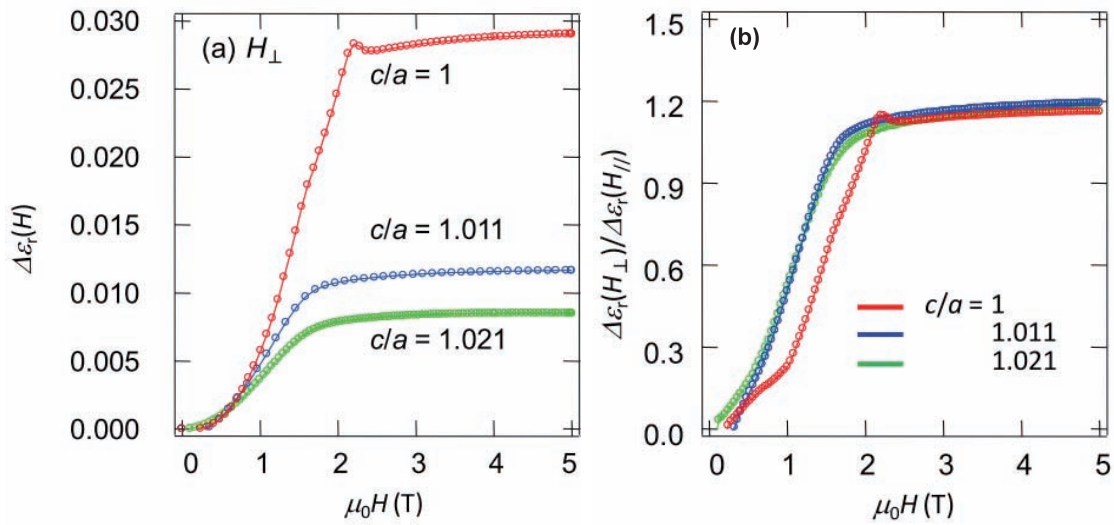 (a) H⊥
c/a = 1
c/a = 1.011
c/a = 1.021
0.030
0.025
0.020
0.015
0.010
0.005
0.000
0 1 2 3 4 5
Δεr(H)
μ0H (T)
(b)
1.5
1.2
0.9
0.6
0.3
0.0
0 1 2 3 4 5
Δεr(H⊥)/Δεr(H//)
μ0H (T)
c/a = 1
1.011
1.021